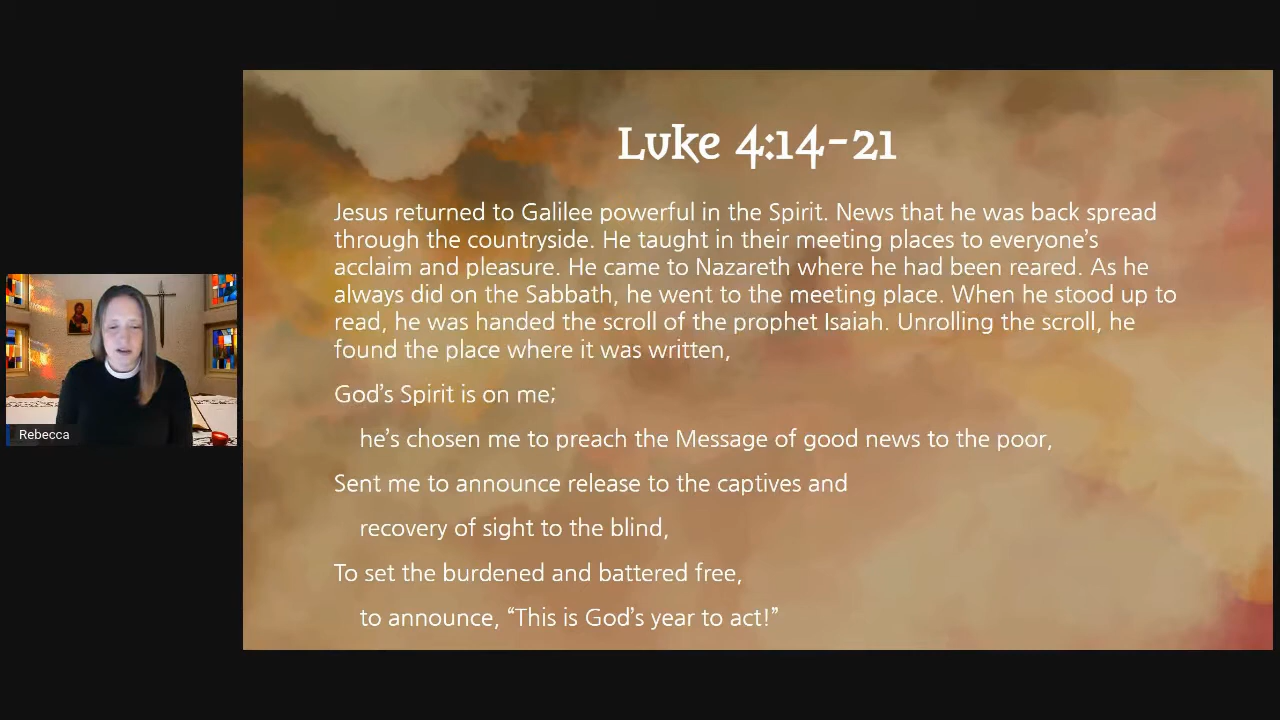 Luke 4:14-21
Jesus returned to Galilee powerful in the Spirit. News that he was back spread
through the countryside. He taught in their meeting places to everyone's
acclaim and pleasure. He came to Nazareth where he had been reared. As he
always did on the Sabbath, he went to the meeting place. When he stood up to
read, he was handed the scroll of the prophet Isaiah. Unrolling the scroll, he
found the place where it was written,
God's Spirit is on me;
he's chosen me to preach the Message of good news to the poor,
Sent me to announce release to the captives and
recovery of sight to the blind,
To set the burdened and battered free,
to announce, “This is God's year to act!”
Rebecca